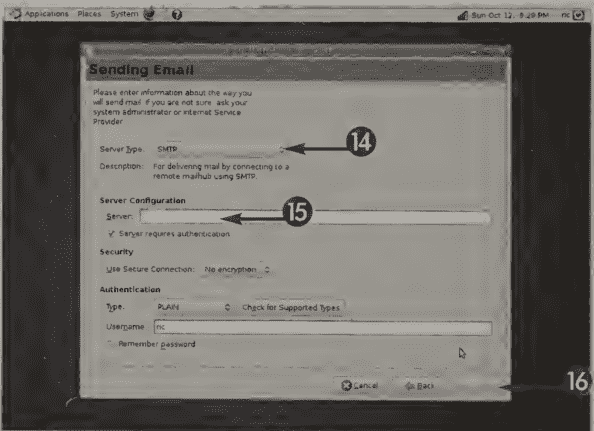 Applications Places System
Sun Oct 12, 9:29 PM nc
Sending Email
Please enter information about the way you
will send mail. If you are not sure, ask your
system administrator or Internet Service
Provider.
Server Type: SMTP
14
Description: For delivering mail by connecting to a
remote mailhub using SMTP.
Server Configuration
Server:
15
Server requires authentication
Security
Use Secure Connection: No encryption
Authentication
Type: PLAIN Check for Supported Types
Username: nc
Remember password
Cancel Back
16